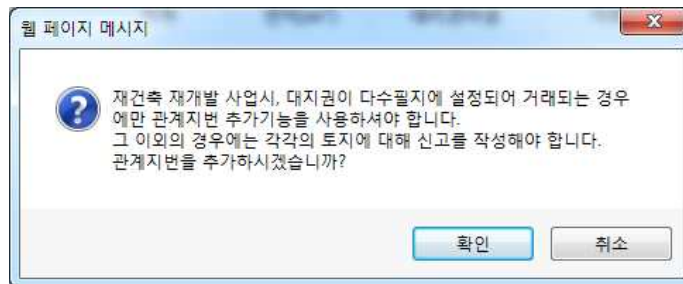 웹 페이지 메시지
재건축 재개발 사업시, 대지권이 다수필지에 설정되어 거래되는 경우
에만 관계지번 추가기능을 사용하셔야 합니다.
그 이외의 경우에는 각각의 토지에 대해 신고를 작성해야 합니다.
관계지번을 추가하시겠습니까?
확인
취소